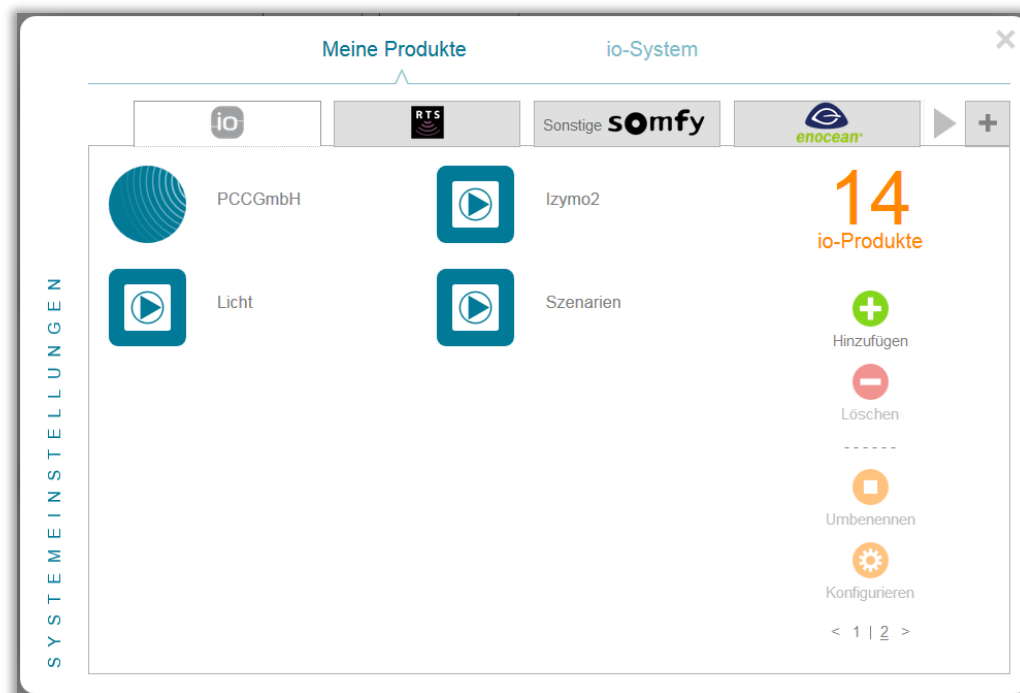 Meine Produkte
io-System
io
RTS
Sonstige somfy
enocean
+
PCCGmbH
Izymo2
14
io-Produkte
Licht
Szenarien
Hinzufügen
Löschen
------
Umbenennen
Konfigurieren
< 1 | 2 >
SYSTEMEINSTELLUNGEN